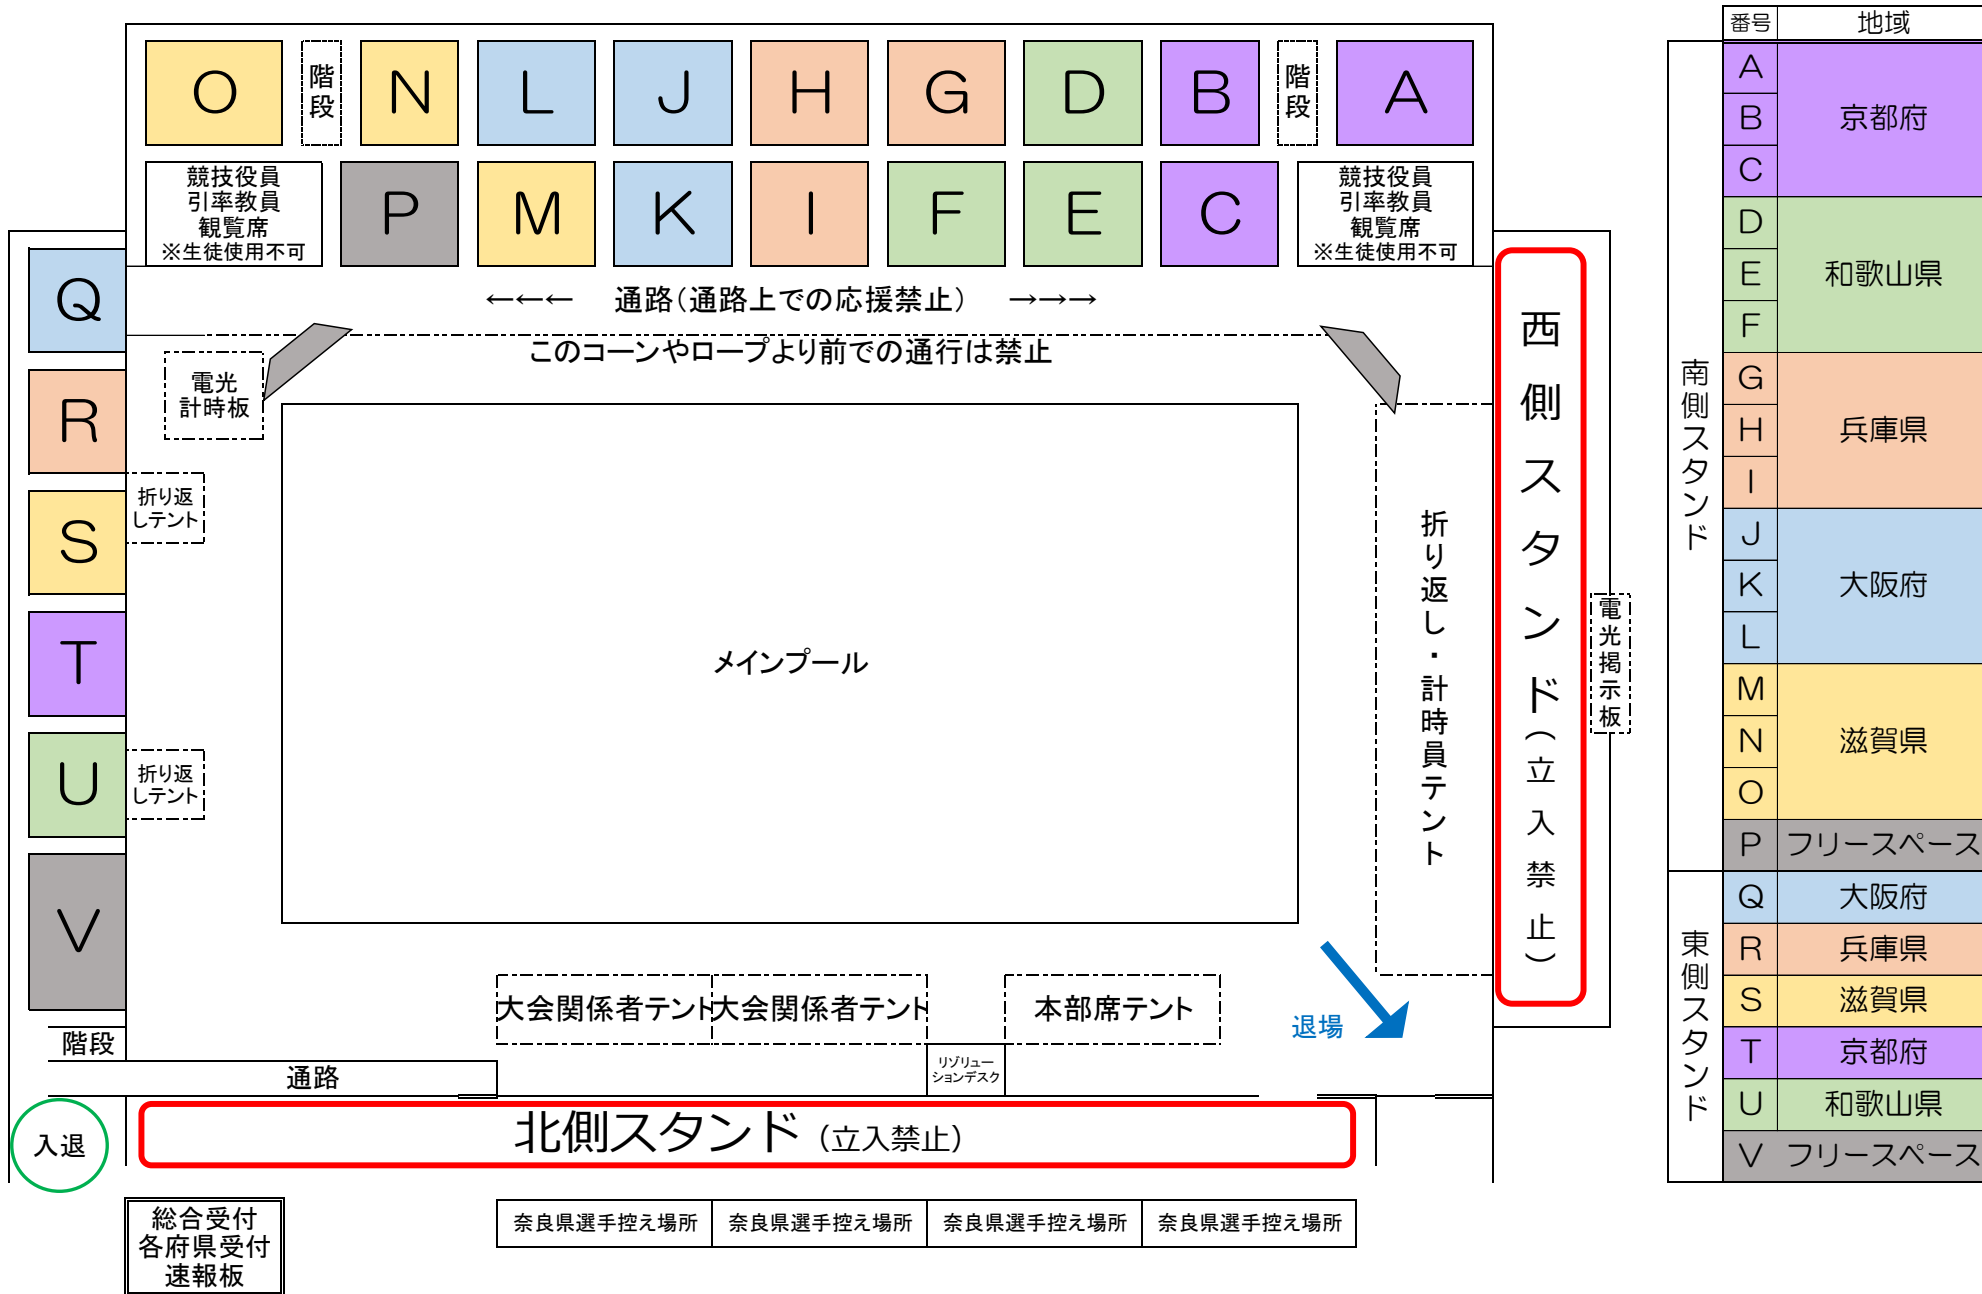 O
階段
N
L
J
H
G
D
B
階段
A
競技役員
引率教員
観覧席
※生徒使用不可
P
M
K
I
F
E
C
競技役員
引率教員
観覧席
※生徒使用不可
←←← 通路（通路上での応援禁止） →→→
このコーンやロープより前での通行は禁止
Q
R
S
T
U
V
電光
計時板
折り返
しテント
折り返
しテント
メインプール
折り返し・計時員テント
西側スタンド（立入禁止）
電光掲示板
大会関係者テント
大会関係者テント
本部席テント
退場
リゾリュー
ションデスク
階段
通路
入退
北側スタンド（立入禁止）
総合受付
各府県受付
速報板
奈良県選手控え場所
奈良県選手控え場所
奈良県選手控え場所
奈良県選手控え場所
番号 地域
南側スタンド
A
B
C
京都府
D
E
F
和歌山県
G
H
I
兵庫県
J
K
L
大阪府
M
N
O
滋賀県
P フリースペース
東側スタンド
Q 大阪府
R 兵庫県
S 滋賀県
T 京都府
U 和歌山県
V フリースペース